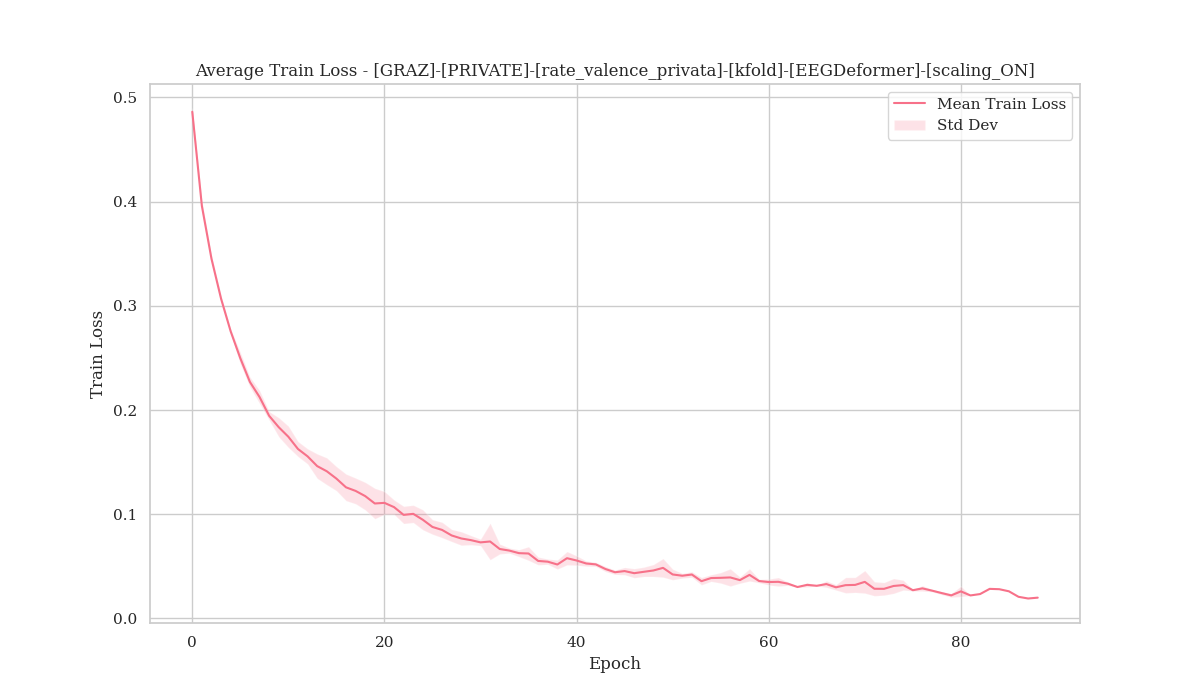 Average Train Loss - [GRAZ]-[PRIVATE]-[rate_valence_privata]-[kfold]-[EEGDeformer]-[scaling_ON]
Mean Train Loss
Std Dev
Train Loss
0.5
0.4
0.3
0.2
0.1
0.0
0 20 40 60 80
Epoch